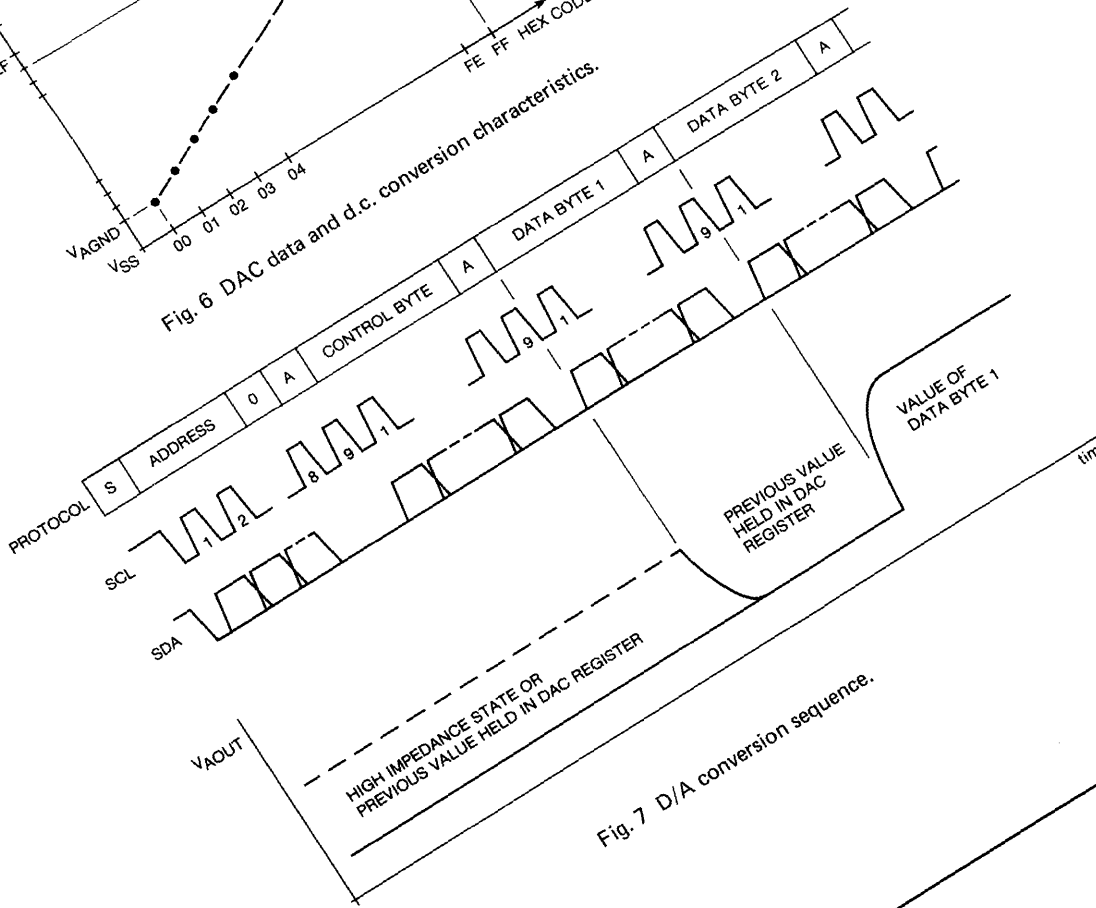 FE FF HEX CODE
VAGND
VSS
00 01 02 03 04
Fig. 6 DAC data and d.c. conversion characteristics.
PROTOCOL S ADDRESS 0 A CONTROL BYTE A DATA BYTE 1 A DATA BYTE 2 A
SCL
1 2 8 9 1 9 1 9 1
SDA
VAOUT
HIGH IMPEDANCE STATE OR
PREVIOUS VALUE HELD IN DAC REGISTER
PREVIOUS VALUE
HELD IN DAC
REGISTER
VALUE OF
DATA BYTE 1
Fig. 7 D/A conversion sequence.